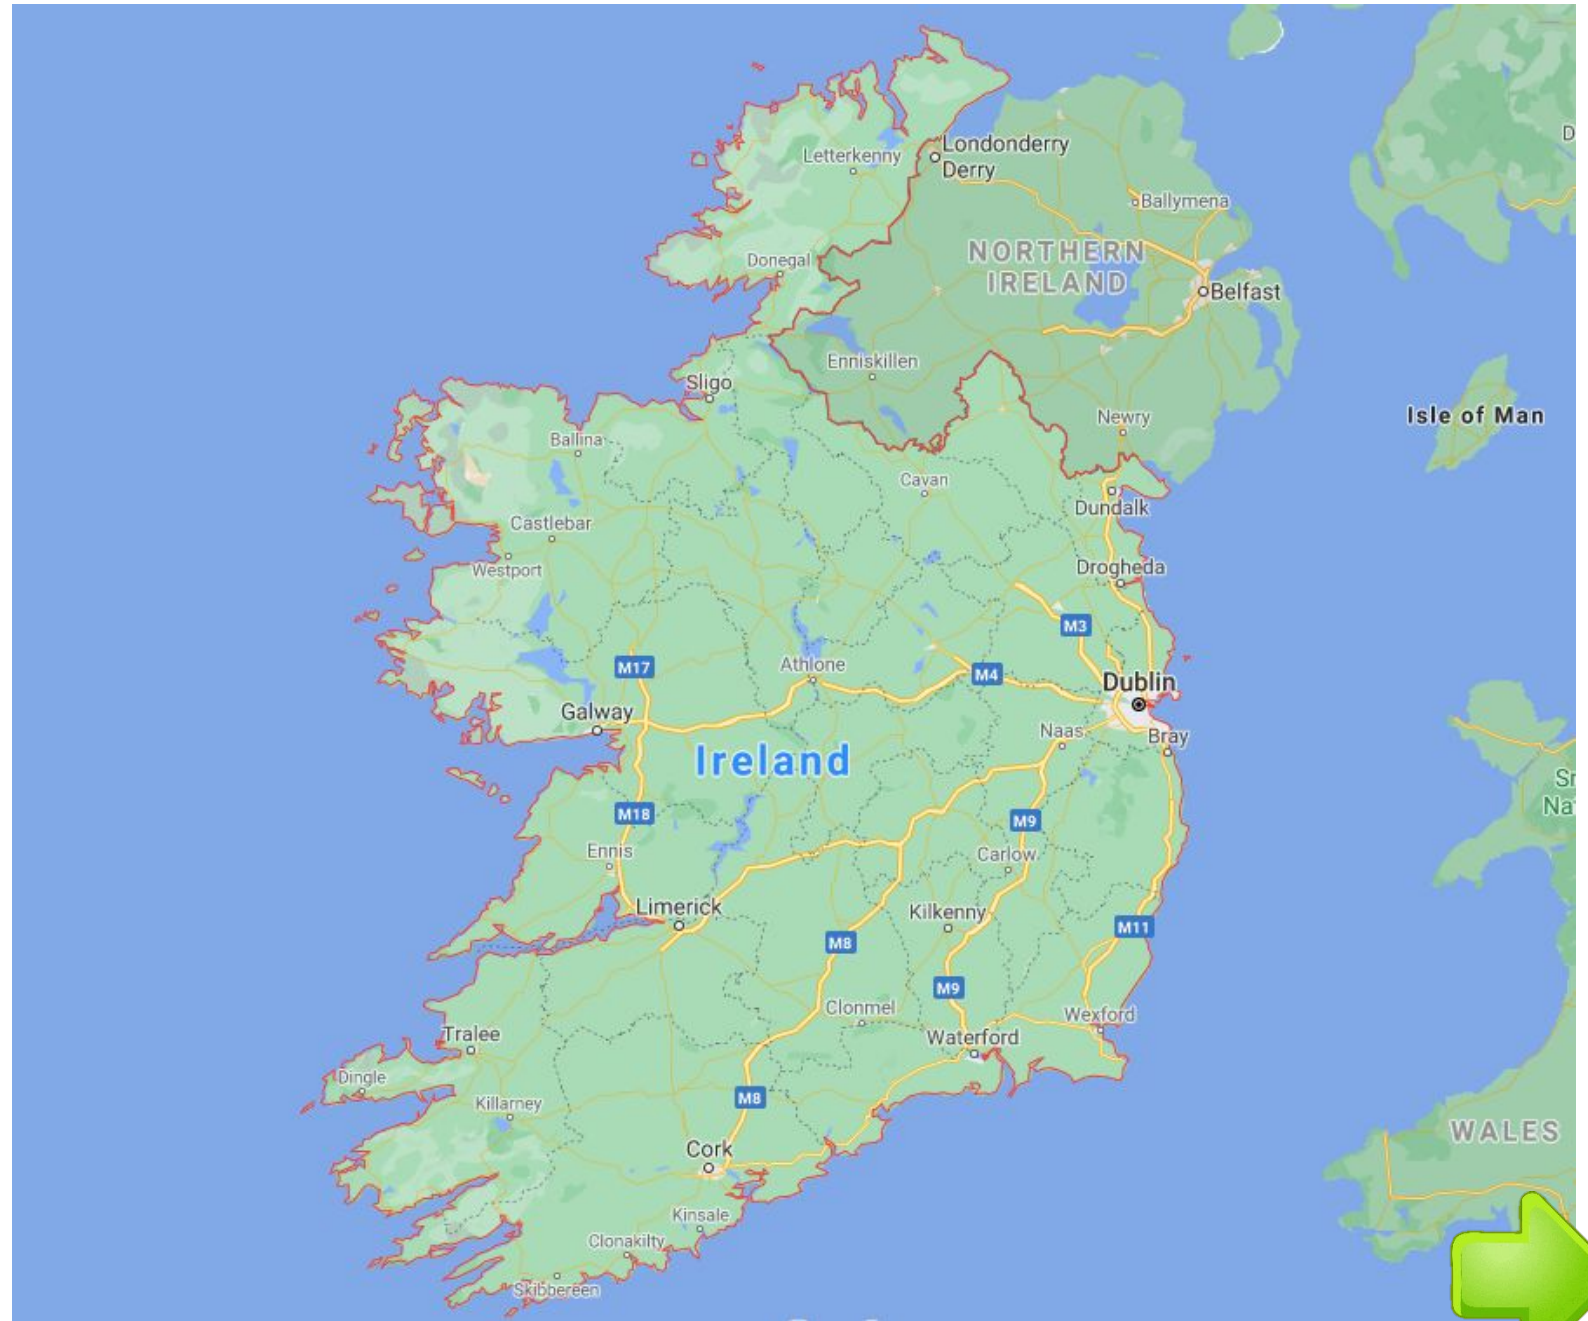 Londonderry
Derry
Letterkenny
Ballymena
NORTHERN
IRELAND
Donegal
Belfast
Enniskillen
Sligo
Isle of Man
Newry
Ballina
Cavan
Dundalk
Castlebar
Westport
Drogheda
M3
M17
Athlone
M4
Dublin
Galway
Naas
Bray
Ireland
M18
M9
Ennis
Carlow
Limerick
Kilkenny
M11
M8
M9
Clonmel
Wexford
Tralee
Waterford
Dingle
Killarney
M8
WALES
Cork
Kinsale
Clonakilty
Skibbereen